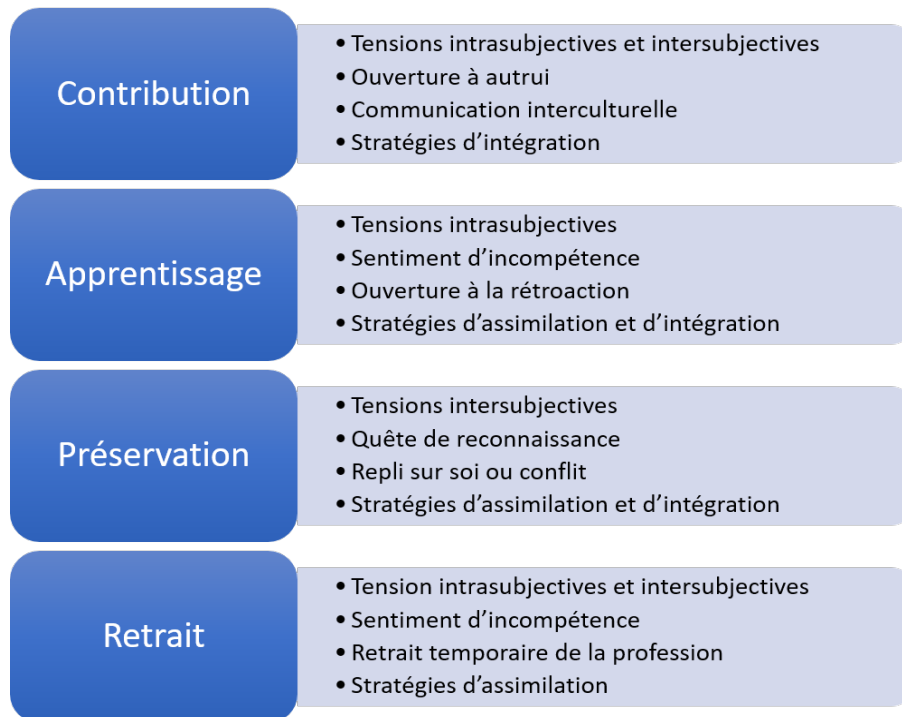 Contribution
• Tensions intrasubjectives et intersubjectives
• Ouverture à autrui
• Communication interculturelle
• Stratégies d’intégration
Apprentissage
• Tensions intrasubjectives
• Sentiment d’incompétence
• Ouverture à la rétroaction
• Stratégies d’assimilation et d’intégration
Préservation
• Tensions intersubjectives
• Quête de reconnaissance
• Repli sur soi ou conflit
• Stratégies d’assimilation et d’intégration
Retrait
• Tension intrasubjectives et intersubjectives
• Sentiment d’incompétence
• Retrait temporaire de la profession
• Stratégies d’assimilation